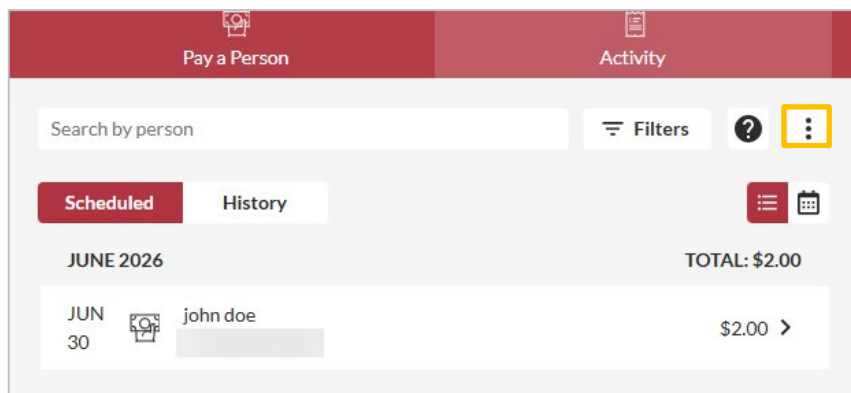 Pay a Person
Activity
Search by person
Filters
?
Scheduled
History
JUNE 2026
TOTAL: $2.00
JUN
30
john doe
$2.00